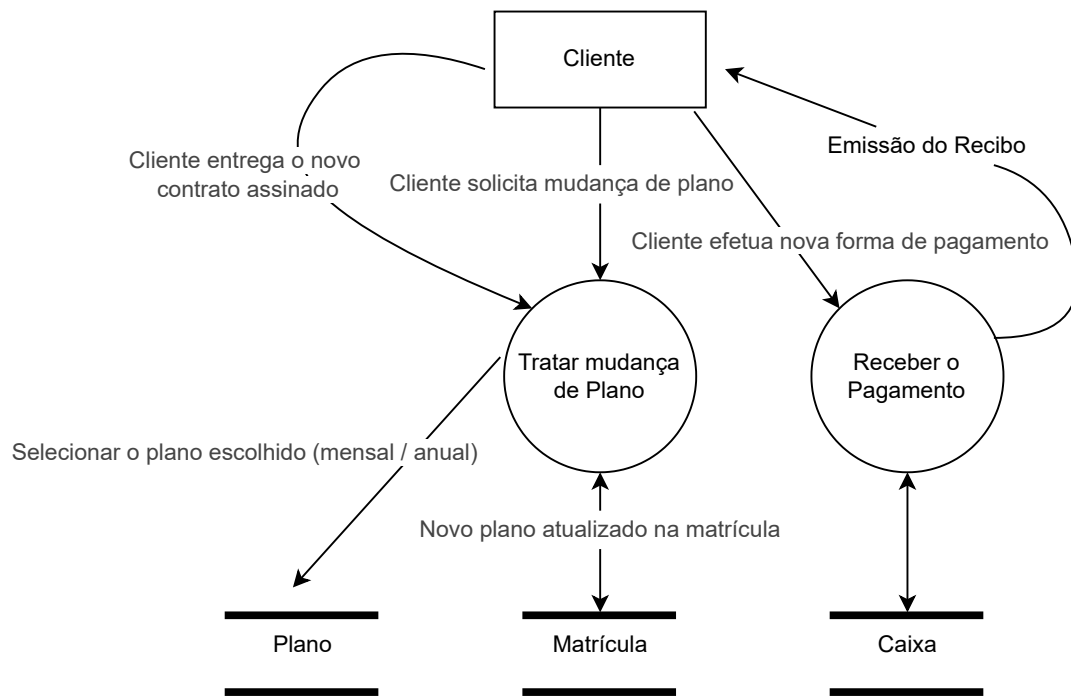 Cliente
Emissão do Recibo
Cliente entrega o novo
contrato assinado
Cliente solicita mudança de plano
Cliente efetua nova forma de pagamento
Tratar mudança
de Plano
Receber o
Pagamento
Selecionar o plano escolhido (mensal / anual)
Novo plano atualizado na matrícula
Plano
Matrícula
Caixa